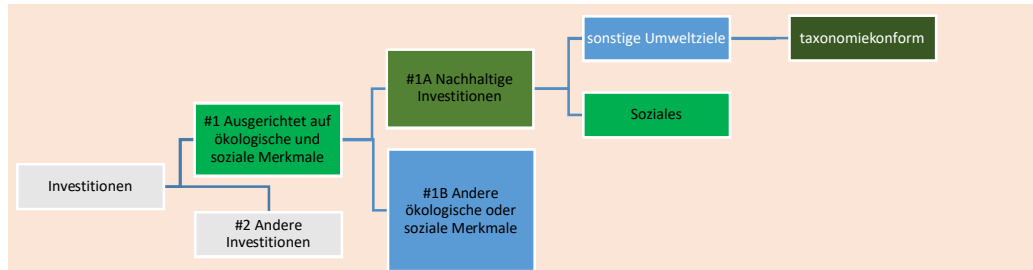 Investitionen
#1 Ausgerichtet auf
ökologische und
soziale Merkmale
#2 Andere
Investitionen
#1A Nachhaltige
Investitionen
#1B Andere
ökologische oder
soziale Merkmale
sonstige Umweltziele
Soziales
taxonomiekonform